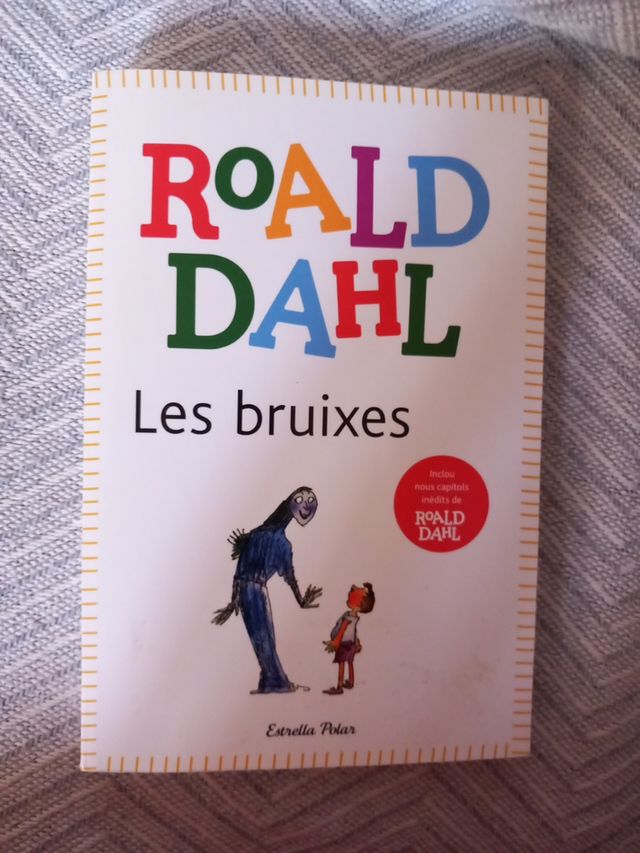 ROALD
DAHL
Les bruixes
Inclou
nous capítols
inèdits de
ROALD
DAHL
Estrella Polar